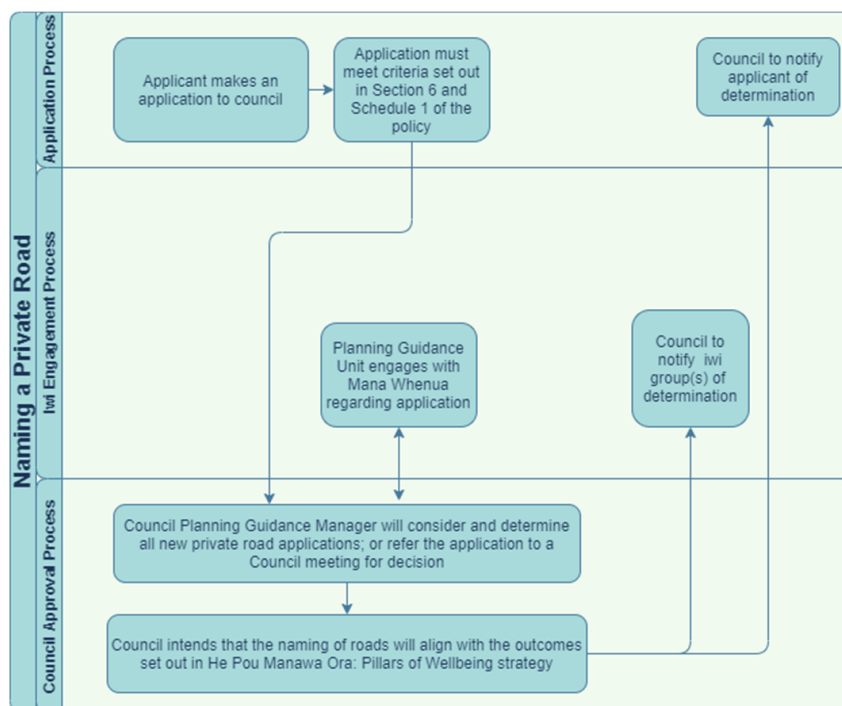 Naming a Private Road
Application Process
Applicant makes an
application to council
Application must
meet criteria set out
in Section 6 and
Schedule 1 of the
policy
Council to notify
applicant of
determination
Iwi Engagement Process
Planning Guidance
Unit engages with
Mana Whenua
regarding application
Council to
notify iwi
group(s) of
determination
Council Approval Process
Council Planning Guidance Manager will consider and determine
all new private road applications; or refer the application to a
Council meeting for decision
Council intends that the naming of roads will align with the outcomes
set out in He Pou Manawa Ora: Pillars of Wellbeing strategy